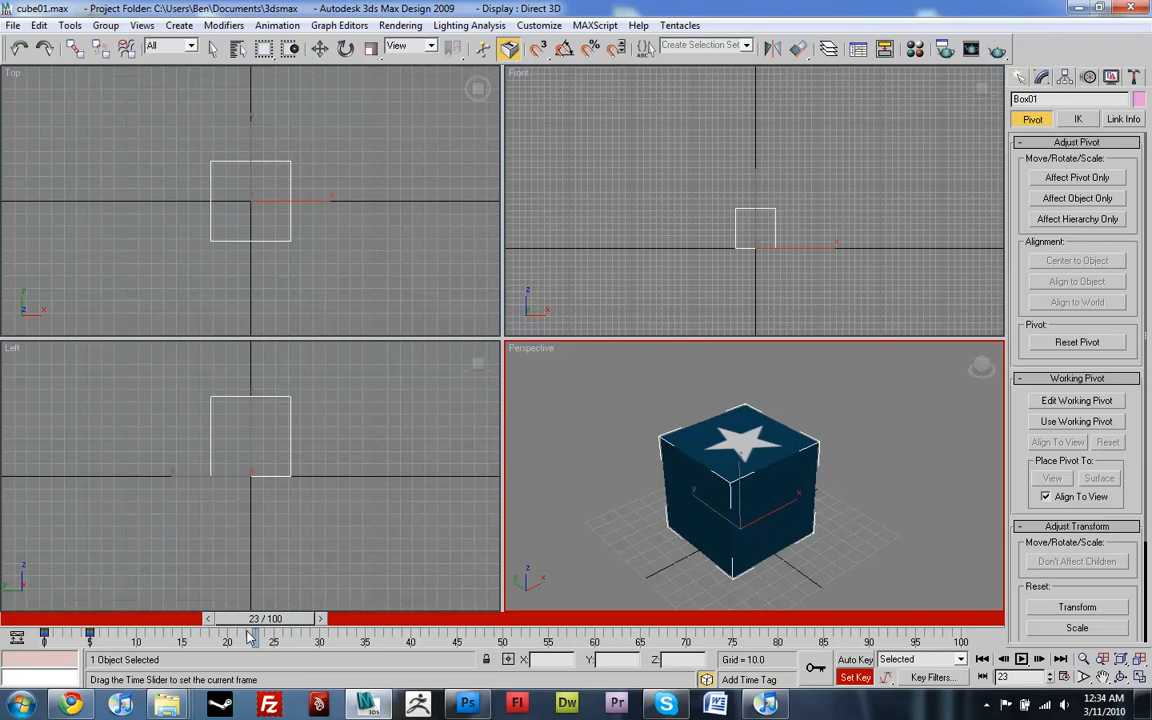 cube01.max - Project Folder: C:\Users\Ben\Documents\3dsmax - Autodesk 3ds Max Design 2009 - Display : Direct 3D
File Edit Tools Group Views Create Modifiers Animation Graph Editors Rendering Lighting Analysis Customize MAXScript Help Tentacles
All View 3 Create Selection Set
Top
Front
Box01
Pivot IK Link Info
- Adjust Pivot
Move/Rotate/Scale:
Affect Pivot Only
Affect Object Only
Affect Hierarchy Only
Alignment:
Center to Object
Align to Object
Align to World
Pivot:
Reset Pivot
Left
Perspective
- Working Pivot
Edit Working Pivot
Use Working Pivot
Align To View Reset
Place Pivot To:
View Surface
Align To View
- Adjust Transform
Move/Rotate/Scale:
Don't Affect Children
Reset:
Transform
Scale
< 23 / 100 >
0 5 10 15 20 25 30 35 40 45 50 55 60 65 70 75 80 85 90 95 100
1 Object Selected X: Y: Z: Grid = 10.0 Auto Key Selected
Drag the Time Slider to set the current frame Add Time Tag Set Key Key Filters... 23
Ps Fl Dw Pr S W 12:34 AM
3/11/2010